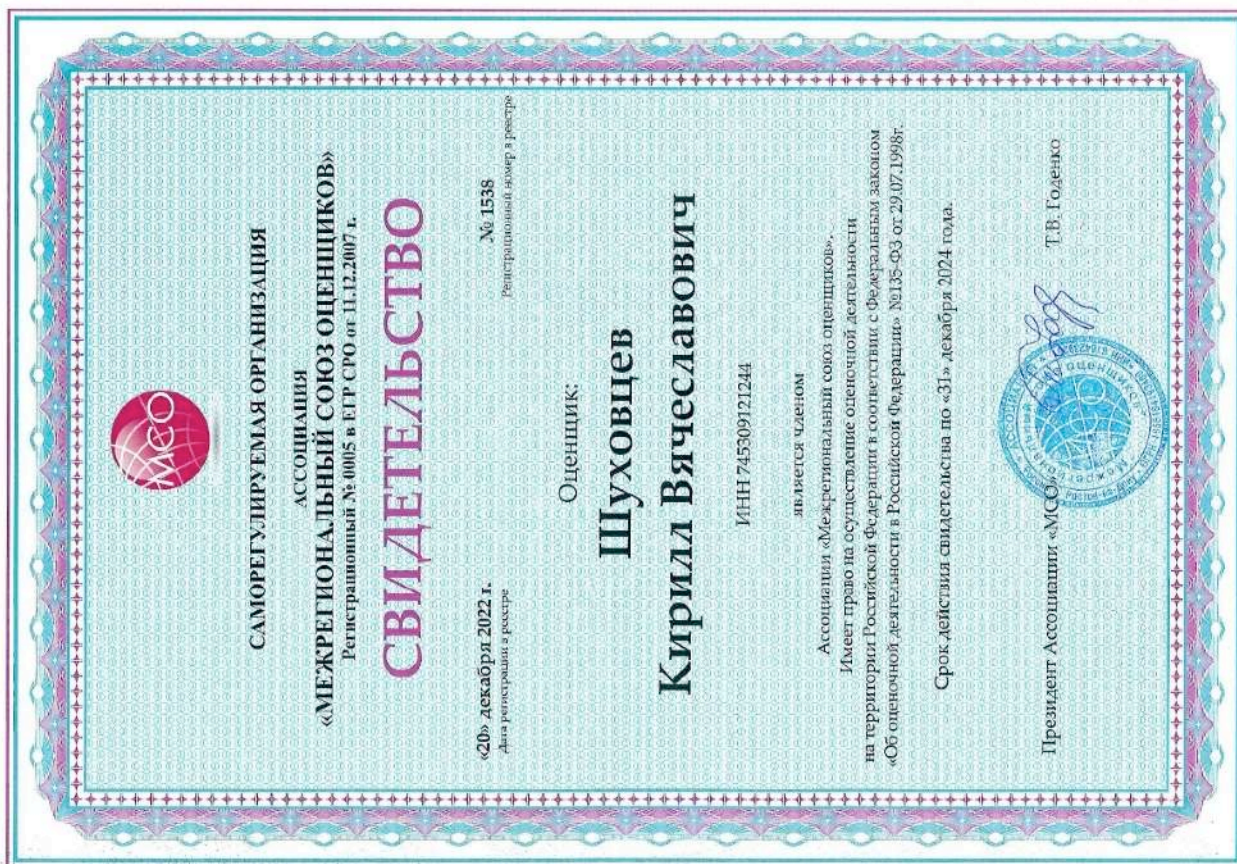 МСО
САМОРЕГУЛИРУЕМАЯ ОРГАНИЗАЦИЯ
АССОЦИАЦИЯ
«МЕЖРЕГИОНАЛЬНЫЙ СОЮЗ ОЦЕНЩИКОВ»
Регистрационный № 0005 в ЕГР СРО от 11.12.2007 г.
СВИДЕТЕЛЬСТВО
«20» декабря 2022 г. № 1538
Дата регистрации в реестре Регистрационный номер в реестре
Оценщик:
Шуховцев
Кирилл Вячеславович
ИНН 745309121244
является членом
Ассоциации «Межрегиональный союз оценщиков».
Имеет право на осуществление оценочной деятельности
на территории Российской Федерации в соответствии с Федеральным законом
«Об оценочной деятельности в Российской Федерации» №135-ФЗ от 29.07.1998г.
Срок действия свидетельства по «31» декабря 2024 года.
Президент Ассоциации «МСО» Т.В. Годенко